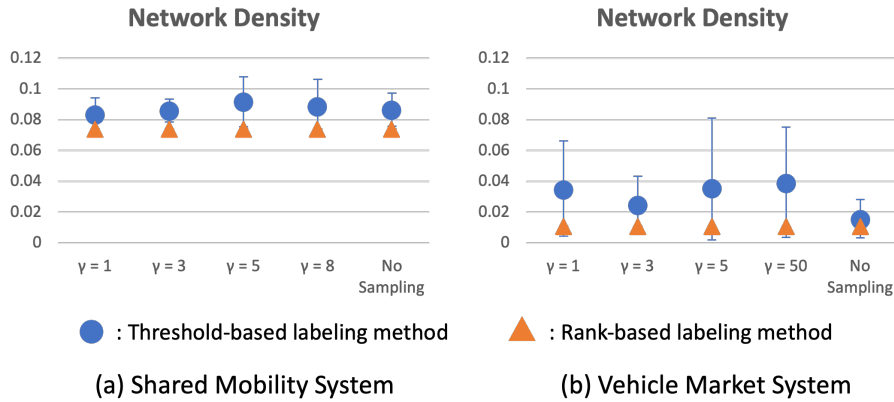 Network Density
0.12
0.1
0.08
0.06
0.04
0.02
0
γ = 1
γ = 3
γ = 5
γ = 8
No
Sampling
Network Density
0.12
0.1
0.08
0.06
0.04
0.02
0
γ = 1
γ = 3
γ = 5
γ = 50
No
Sampling
: Threshold-based labeling method
: Rank-based labeling method
(a) Shared Mobility System
(b) Vehicle Market System